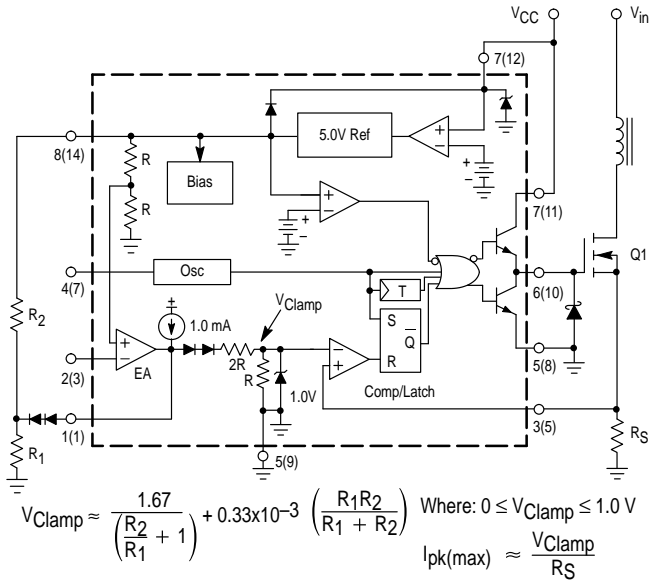 VCC
Vin
7(12)
5.0V Ref
+
−
+
−
8(14)
R
Bias
R
+
−
+
−
7(11)
Q1
4(7)
Osc
T
6(10)
R2
±
1.0 mA
VClamp
S
Q̅
R
5(8)
+
−
2(3)
EA
2R
R
1.0V
−
+
Comp/Latch
1(1)
3(5)
R1
5(9)
RS
VClamp ≈ 1.67 / (R2/R1 + 1) + 0.33x10–3 (R1R2 / R1 + R2) Where: 0 ≤ VClamp ≤ 1.0 V
Ipk(max) ≈ VClamp / RS